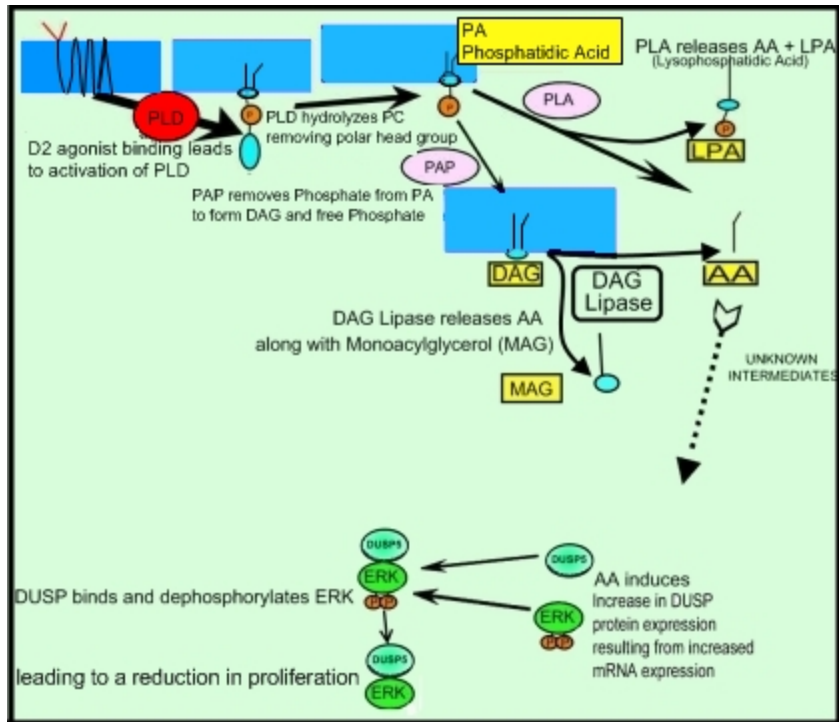 PA
Phosphatidic Acid
PLA releases AA + LPA
(Lysophosphatidic Acid)
PLD
P
P
PLA
P
LPA
D2 agonist binding leads
to activation of PLD
PLD hydrolyzes PC
removing polar head group
PAP
PAP removes Phosphate from PA
to form DAG and free Phosphate
DAG
DAG
Lipase
AA
DAG Lipase releases AA
along with Monoacylglycerol (MAG)
MAG
UNKNOWN
INTERMEDIATES
DUSP5
ERK
P P
DUSP binds and dephosphorylates ERK
DUSP5
ERK
P P
AA induces
Increase in DUSP
protein expression
resulting from increased
mRNA expression
DUSP5
ERK
leading to a reduction in proliferation